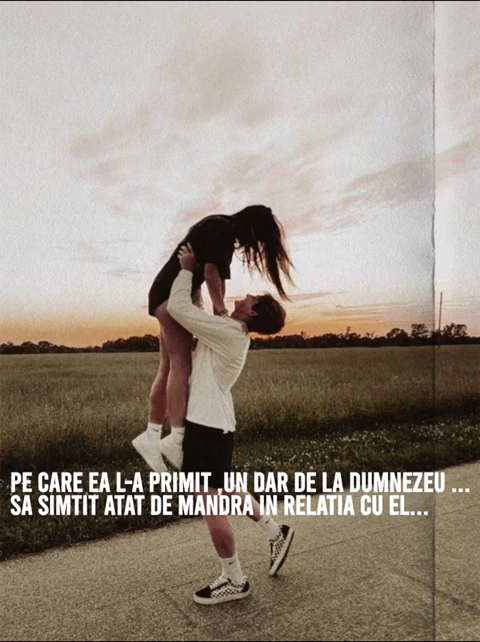 PE CARE EA L-A PRIMIT ,UN DAR DE LA DUMNEZEU ...
SA SIMTIT ATAT DE MANDRA IN RELATIA CU EL...